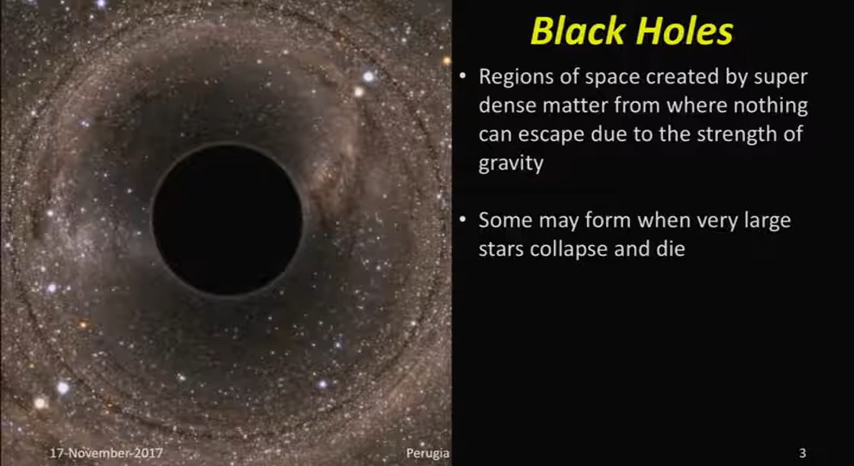 Black Holes
• Regions of space created by super
dense matter from where nothing
can escape due to the strength of
gravity
• Some may form when very large
stars collapse and die
17-November-2017
Perugia
3